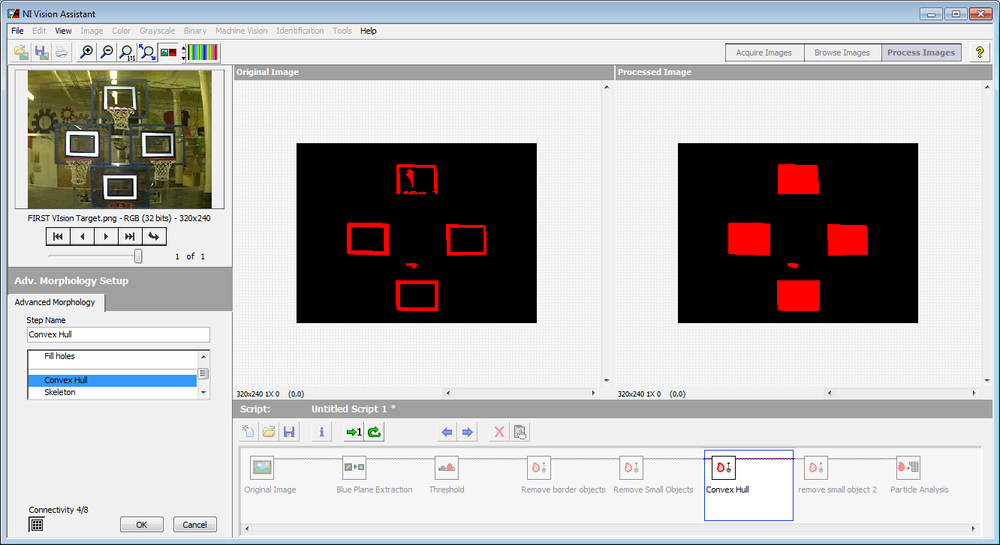 NI Vision Assistant
File Edit View Image Color Grayscale Binary Machine Vision Identification Tools Help
1:1
Acquire Images Browse Images Process Images ?
Original Image Processed Image
FIRST VIsion Target.png - RGB (32 bits) - 320x240
1 of 1
Adv. Morphology Setup
Advanced Morphology
Step Name
Convex Hull
Fill holes
Convex Hull
Skeleton
320x240 1X 0 (0,0) 320x240 1X 0 (0,0)
Script: Untitled Script 1 *
i 1
Original Image Blue Plane Extraction Threshold Remove border objects Remove Small Objects Convex Hull remove small object 2 Particle Analysis
Connectivity 4/8
OK Cancel